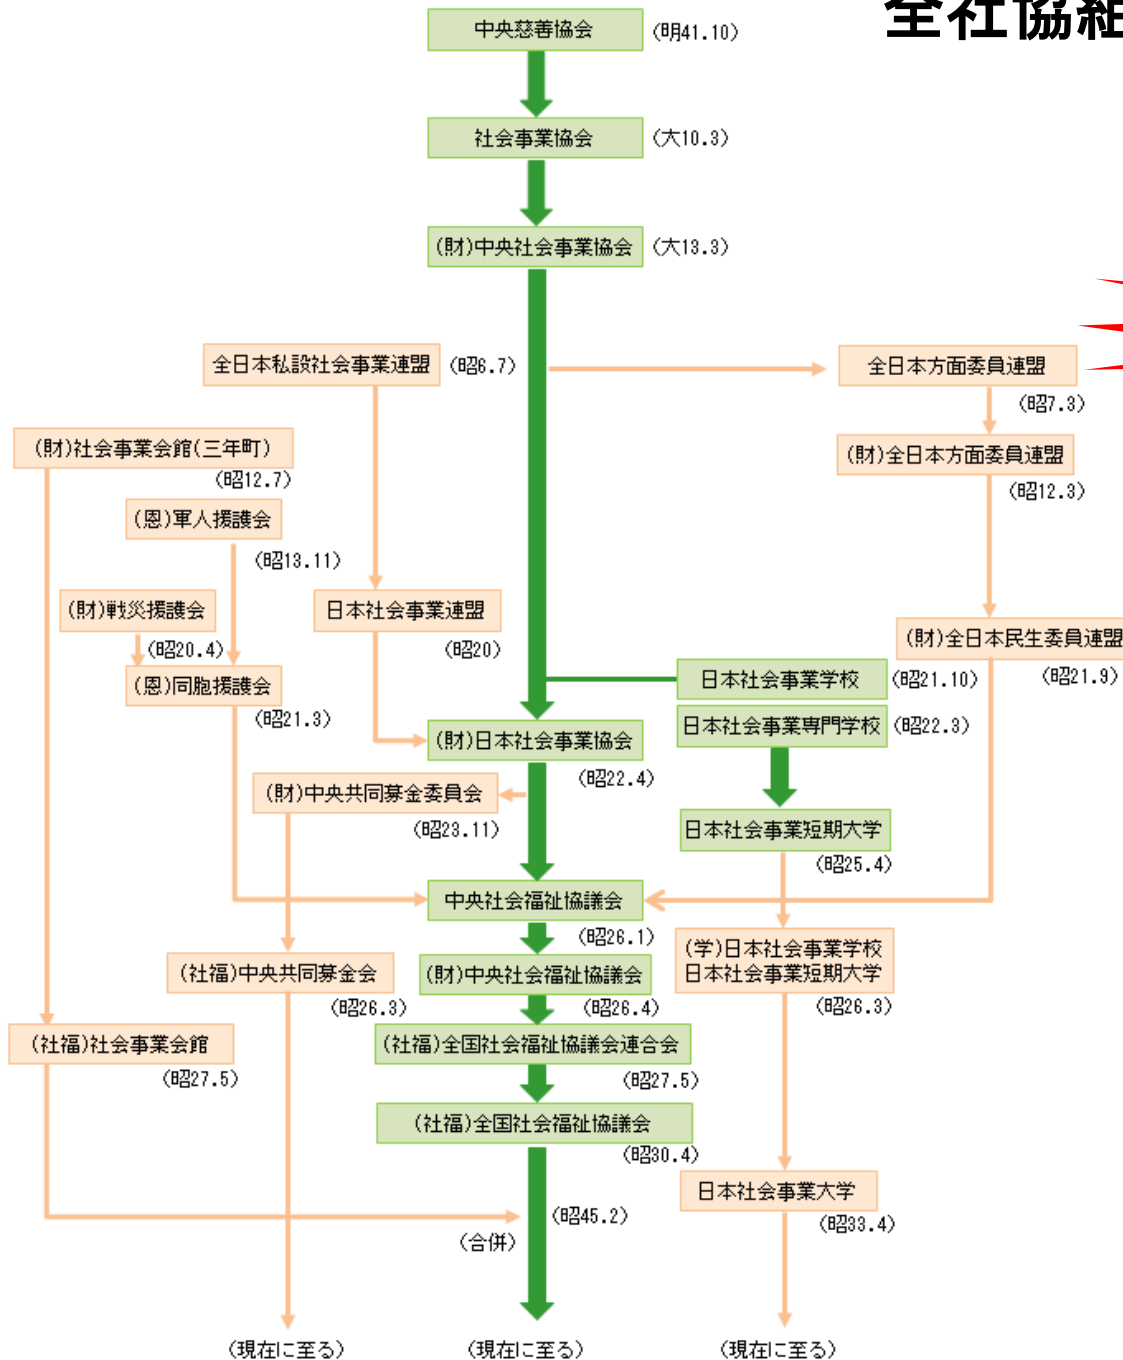 全社協組
中央慈善協会 (明41.10)
社会事業協会 (大10.3)
(財)中央社会事業協会 (大13.3)
全日本私設社会事業連盟 (昭6.7)
全日本方面委員連盟
(昭7.3)
(財)社会事業会館(三年町)
(昭12.7)
(財)全日本方面委員連盟
(昭12.3)
(恩)軍人援護会
(昭13.11)
(財)戦災援護会
(昭20.4)
日本社会事業連盟
(昭20)
(財)全日本民生委員連盟
(昭21.9)
(恩)同胞援護会
(昭21.3)
日本社会事業学校 (昭21.10)
日本社会事業専門学校 (昭22.3)
(財)日本社会事業協会
(昭22.4)
(財)中央共同募金委員会
(昭23.11)
日本社会事業短期大学
(昭25.4)
中央社会福祉協議会
(昭26.1)
(学)日本社会事業学校
日本社会事業短期大学
(昭26.3)
(社福)中央共同募金会
(昭26.3)
(財)中央社会福祉協議会
(昭26.4)
(社福)社会事業会館
(昭27.5)
(社福)全国社会福祉協議会連合会
(昭27.5)
(社福)全国社会福祉協議会
(昭30.4)
日本社会事業大学
(昭33.4)
(昭45.2)
(合併)
(現在に至る)
(現在に至る)
(現在に至る)